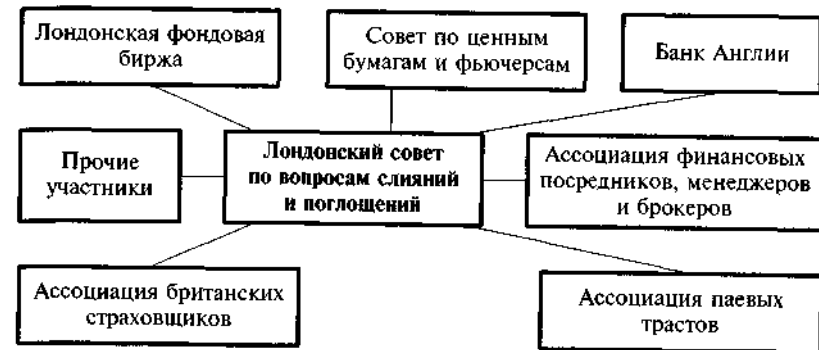 Лондонская фондовая
биржа
Совет по ценным
бумагам и фьючерсам
Банк Англии
Прочие
участники
Лондонский совет
по вопросам слияний
и поглощений
Ассоциация финансовых
посредников, менеджеров
и брокеров
Ассоциация британских
страховщиков
Ассоциация паевых
трастов